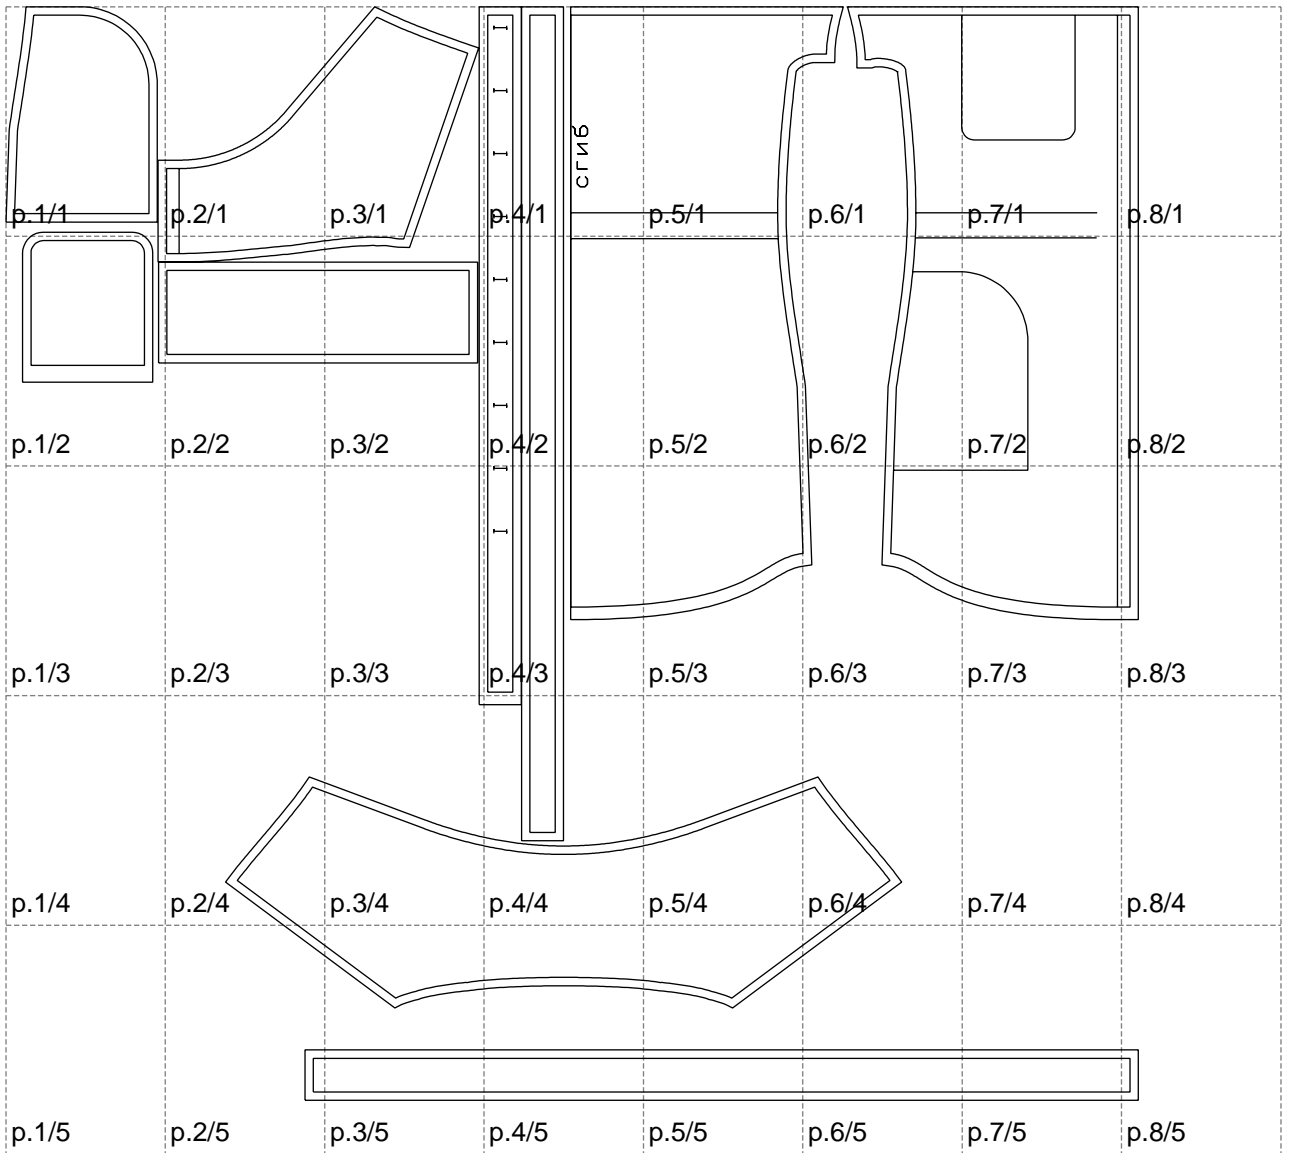 СГИБ
p.1/1 p.2/1 p.3/1 p.4/1 p.5/1 p.6/1 p.7/1 p.8/1
p.1/2 p.2/2 p.3/2 p.4/2 p.5/2 p.6/2 p.7/2 p.8/2
p.1/3 p.2/3 p.3/3 p.4/3 p.5/3 p.6/3 p.7/3 p.8/3
p.1/4 p.2/4 p.3/4 p.4/4 p.5/4 p.6/4 p.7/4 p.8/4
p.1/5 p.2/5 p.3/5 p.4/5 p.5/5 p.6/5 p.7/5 p.8/5